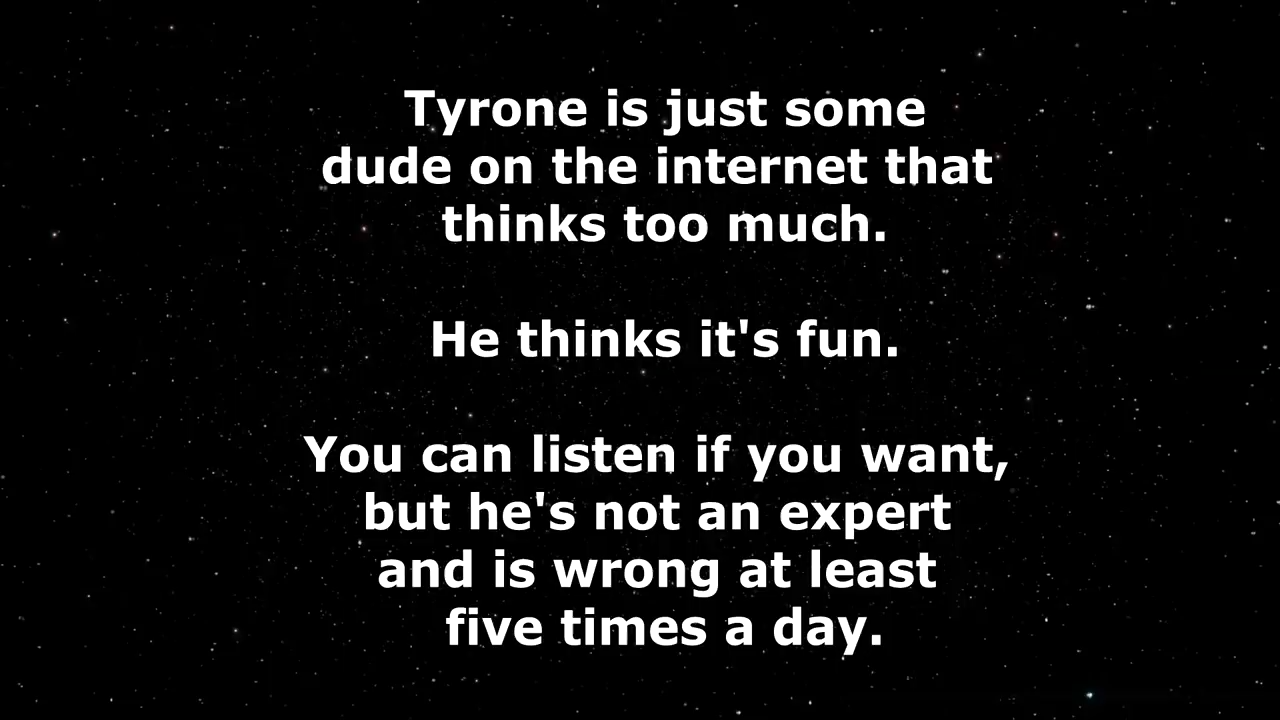 Tyrone is just some
dude on the internet that
thinks too much.
He thinks it's fun.
You can listen if you want,
but he's not an expert
and is wrong at least
five times a day.